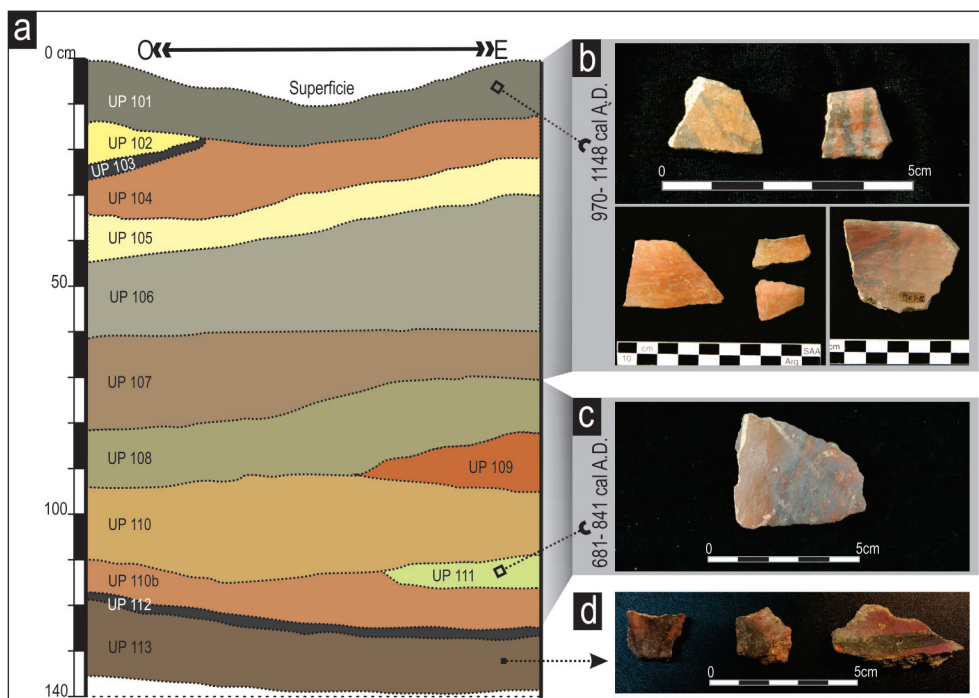 a
0 cm
50
100
140
O
E
Superficie
UP 101
UP 102
UP 103
UP 104
UP 105
UP 106
UP 107
UP 108
UP 109
UP 110
UP 111
UP 110b
UP 112
UP 113
b
970- 1148 cal A.D.
0
5cm
cm
10
SAA
Arg
cm
c
681- 841 cal A.D.
0
5cm
d
0
5cm